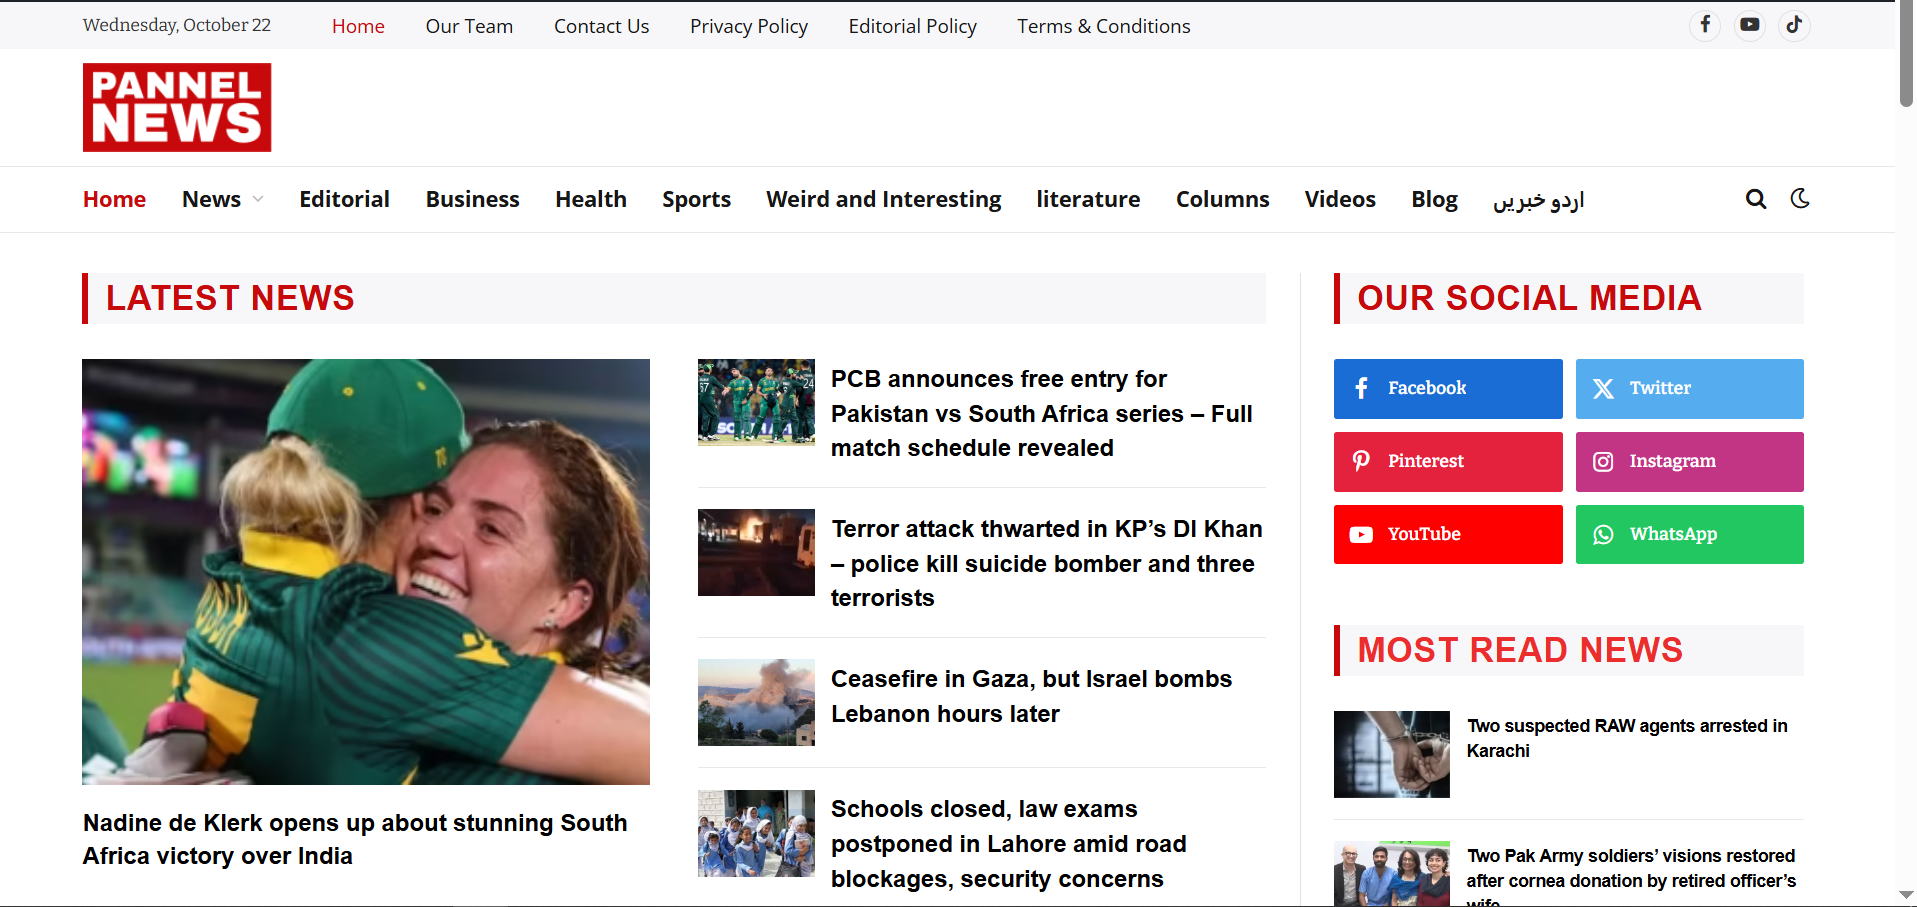 Wednesday, October 22
Home
Our Team
Contact Us
Privacy Policy
Editorial Policy
Terms & Conditions
PANNEL
NEWS
Home
News
Editorial
Business
Health
Sports
Weird and Interesting
literature
Columns
Videos
Blog
اردو خبریں
LATEST NEWS
Nadine de Klerk opens up about stunning South
Africa victory over India
PCB announces free entry for
Pakistan vs South Africa series – Full
match schedule revealed
Terror attack thwarted in KP’s DI Khan
– police kill suicide bomber and three
terrorists
Ceasefire in Gaza, but Israel bombs
Lebanon hours later
Schools closed, law exams
postponed in Lahore amid road
blockages, security concerns
OUR SOCIAL MEDIA
Facebook
Twitter
Pinterest
Instagram
YouTube
WhatsApp
MOST READ NEWS
Two suspected RAW agents arrested in
Karachi
Two Pak Army soldiers’ visions restored
after cornea donation by retired officer’s
wife